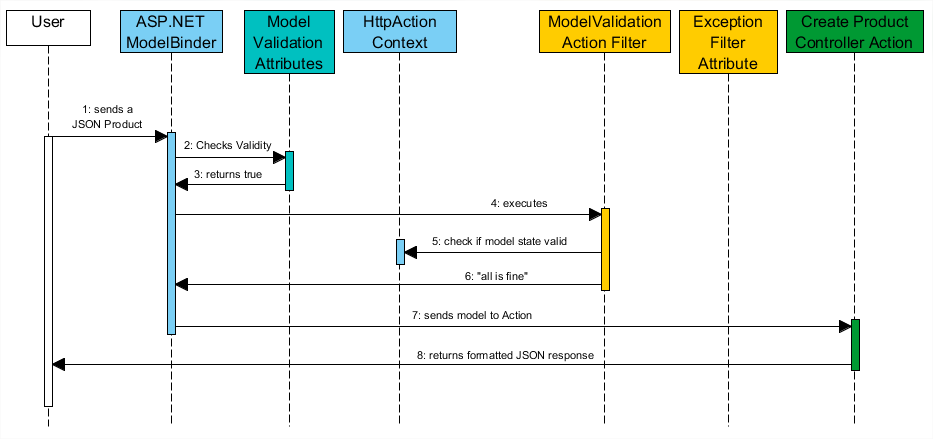 User
ASP.NET
ModelBinder
Model
Validation
Attributes
HttpAction
Context
ModelValidation
Action Filter
Exception
Filter
Attribute
Create Product
Controller Action
1: sends a
JSON Product
2: Checks Validity
3: returns true
4: executes
5: check if model state valid
6: "all is fine"
7: sends model to Action
8: returns formatted JSON response